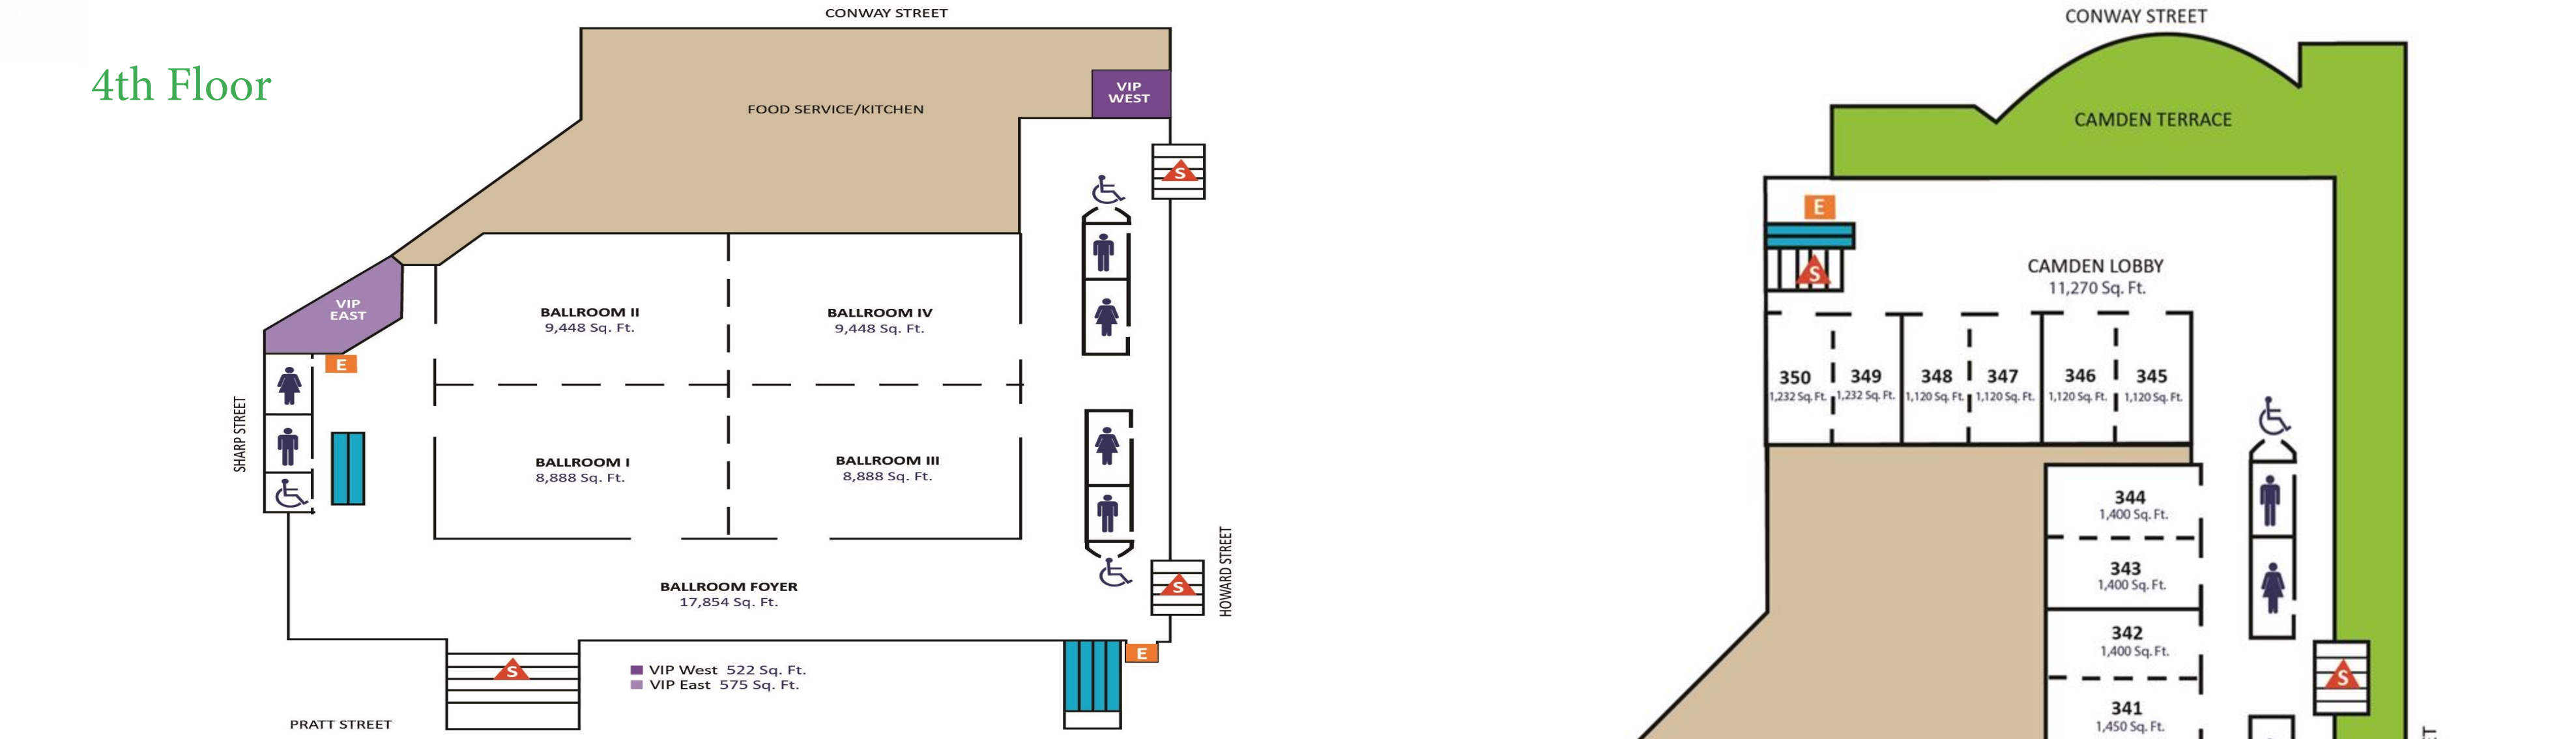 4th Floor
CONWAY STREET
FOOD SERVICE/KITCHEN
VIP
WEST
S
VIP
EAST
E
BALLROOM II
9,448 Sq. Ft.
BALLROOM IV
9,448 Sq. Ft.
SHARP STREET
BALLROOM I
8,888 Sq. Ft.
BALLROOM III
8,888 Sq. Ft.
BALLROOM FOYER
17,854 Sq. Ft.
S
HOWARD STREET
E
S
VIP West 522 Sq. Ft.
VIP East 575 Sq. Ft.
PRATT STREET
CONWAY STREET
CAMDEN TERRACE
E
S
CAMDEN LOBBY
11,270 Sq. Ft.
350
1,232 Sq. Ft.
349
1,232 Sq. Ft.
348
1,120 Sq. Ft.
347
1,120 Sq. Ft.
346
1,120 Sq. Ft.
345
1,120 Sq. Ft.
344
1,400 Sq. Ft.
343
1,400 Sq. Ft.
342
1,400 Sq. Ft.
341
1,450 Sq. Ft.
S